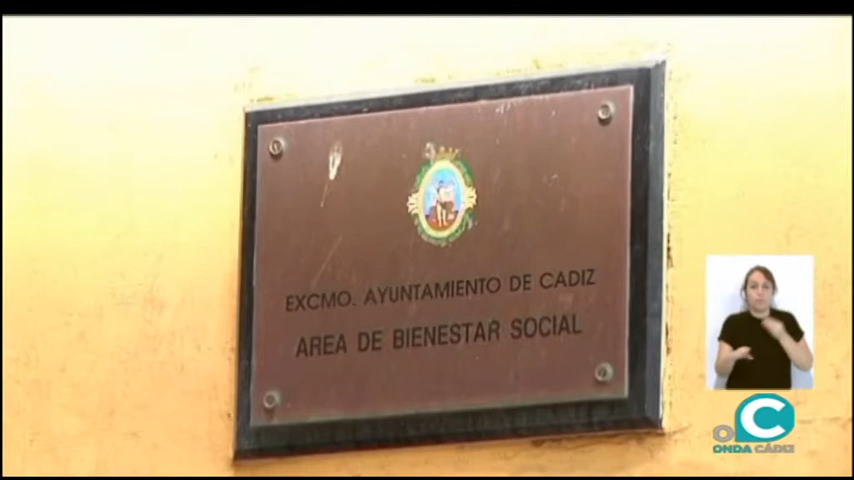 EXCMO. AYUNTAMIENTO DE CADIZ
AREA DE BIENESTAR SOCIAL
ONDA CÁDIZ